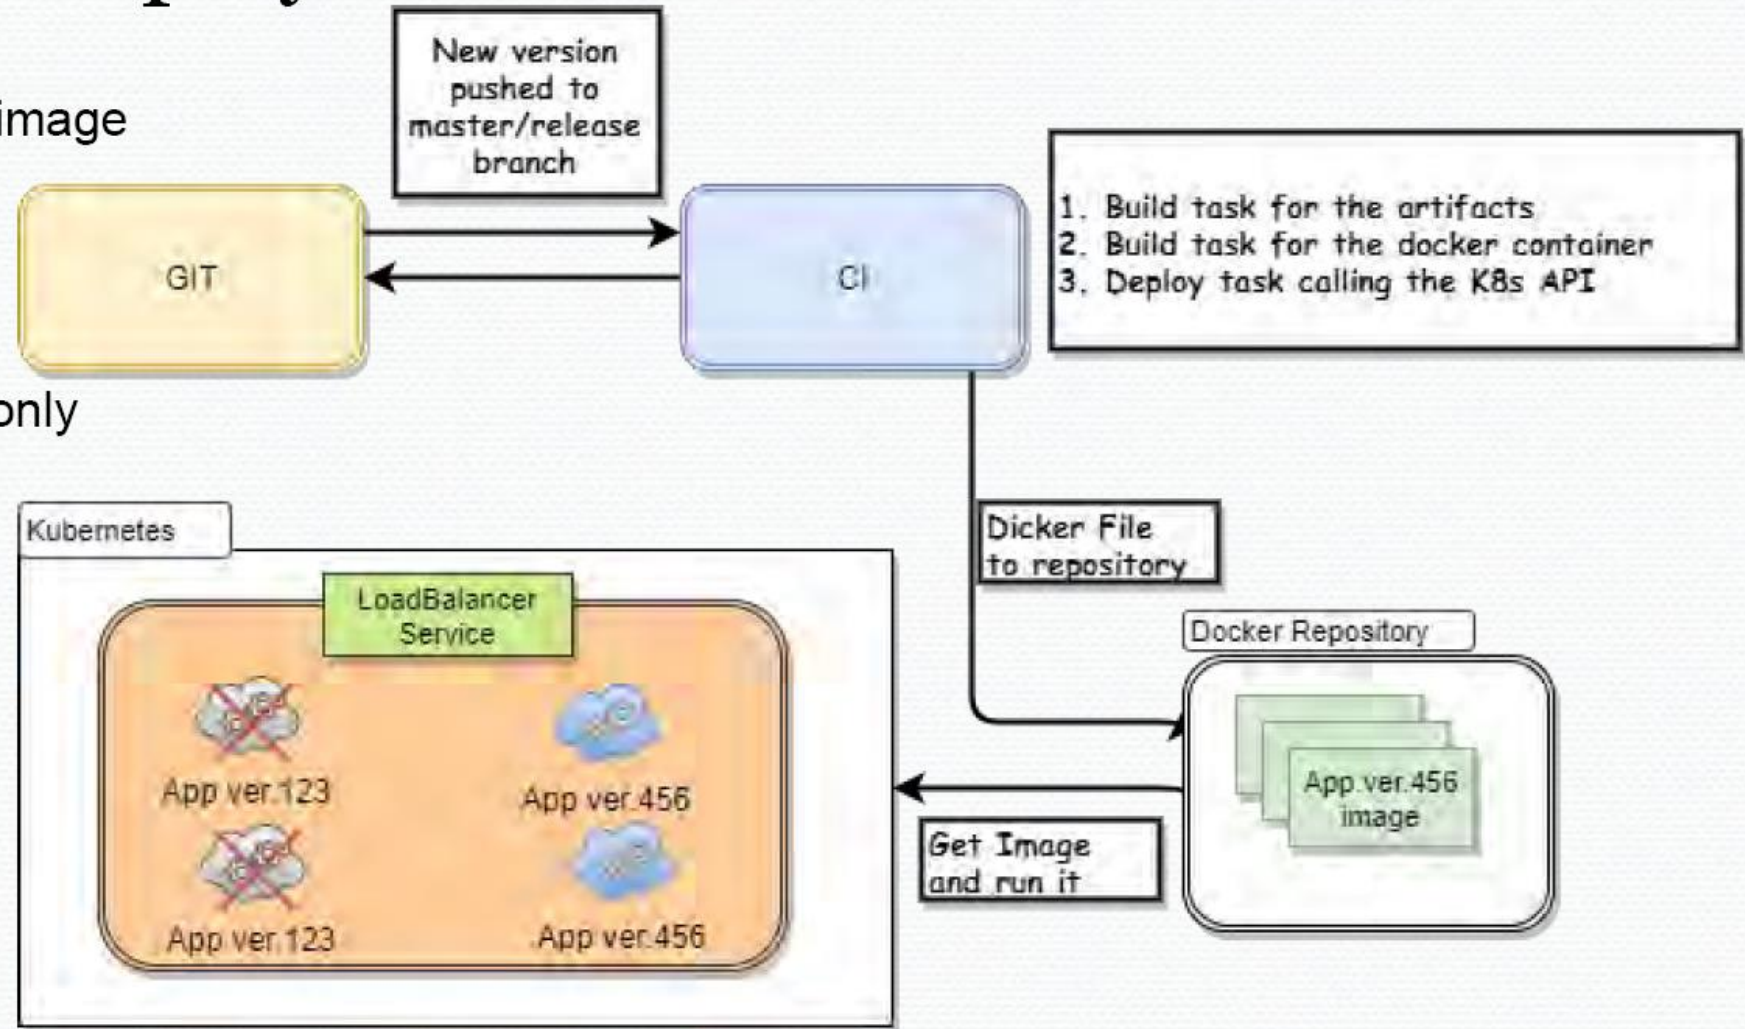 image
only
New version
pushed to
master/release
branch
GIT
CI
1. Build task for the artifacts
2. Build task for the docker container
3. Deploy task calling the K8s API
Dicker File
to repository
Kubernetes
LoadBalancer
Service
App ver.123
App ver.456
App ver.123
App ver.456
Docker Repository
App ver.456
image
Get Image
and run it